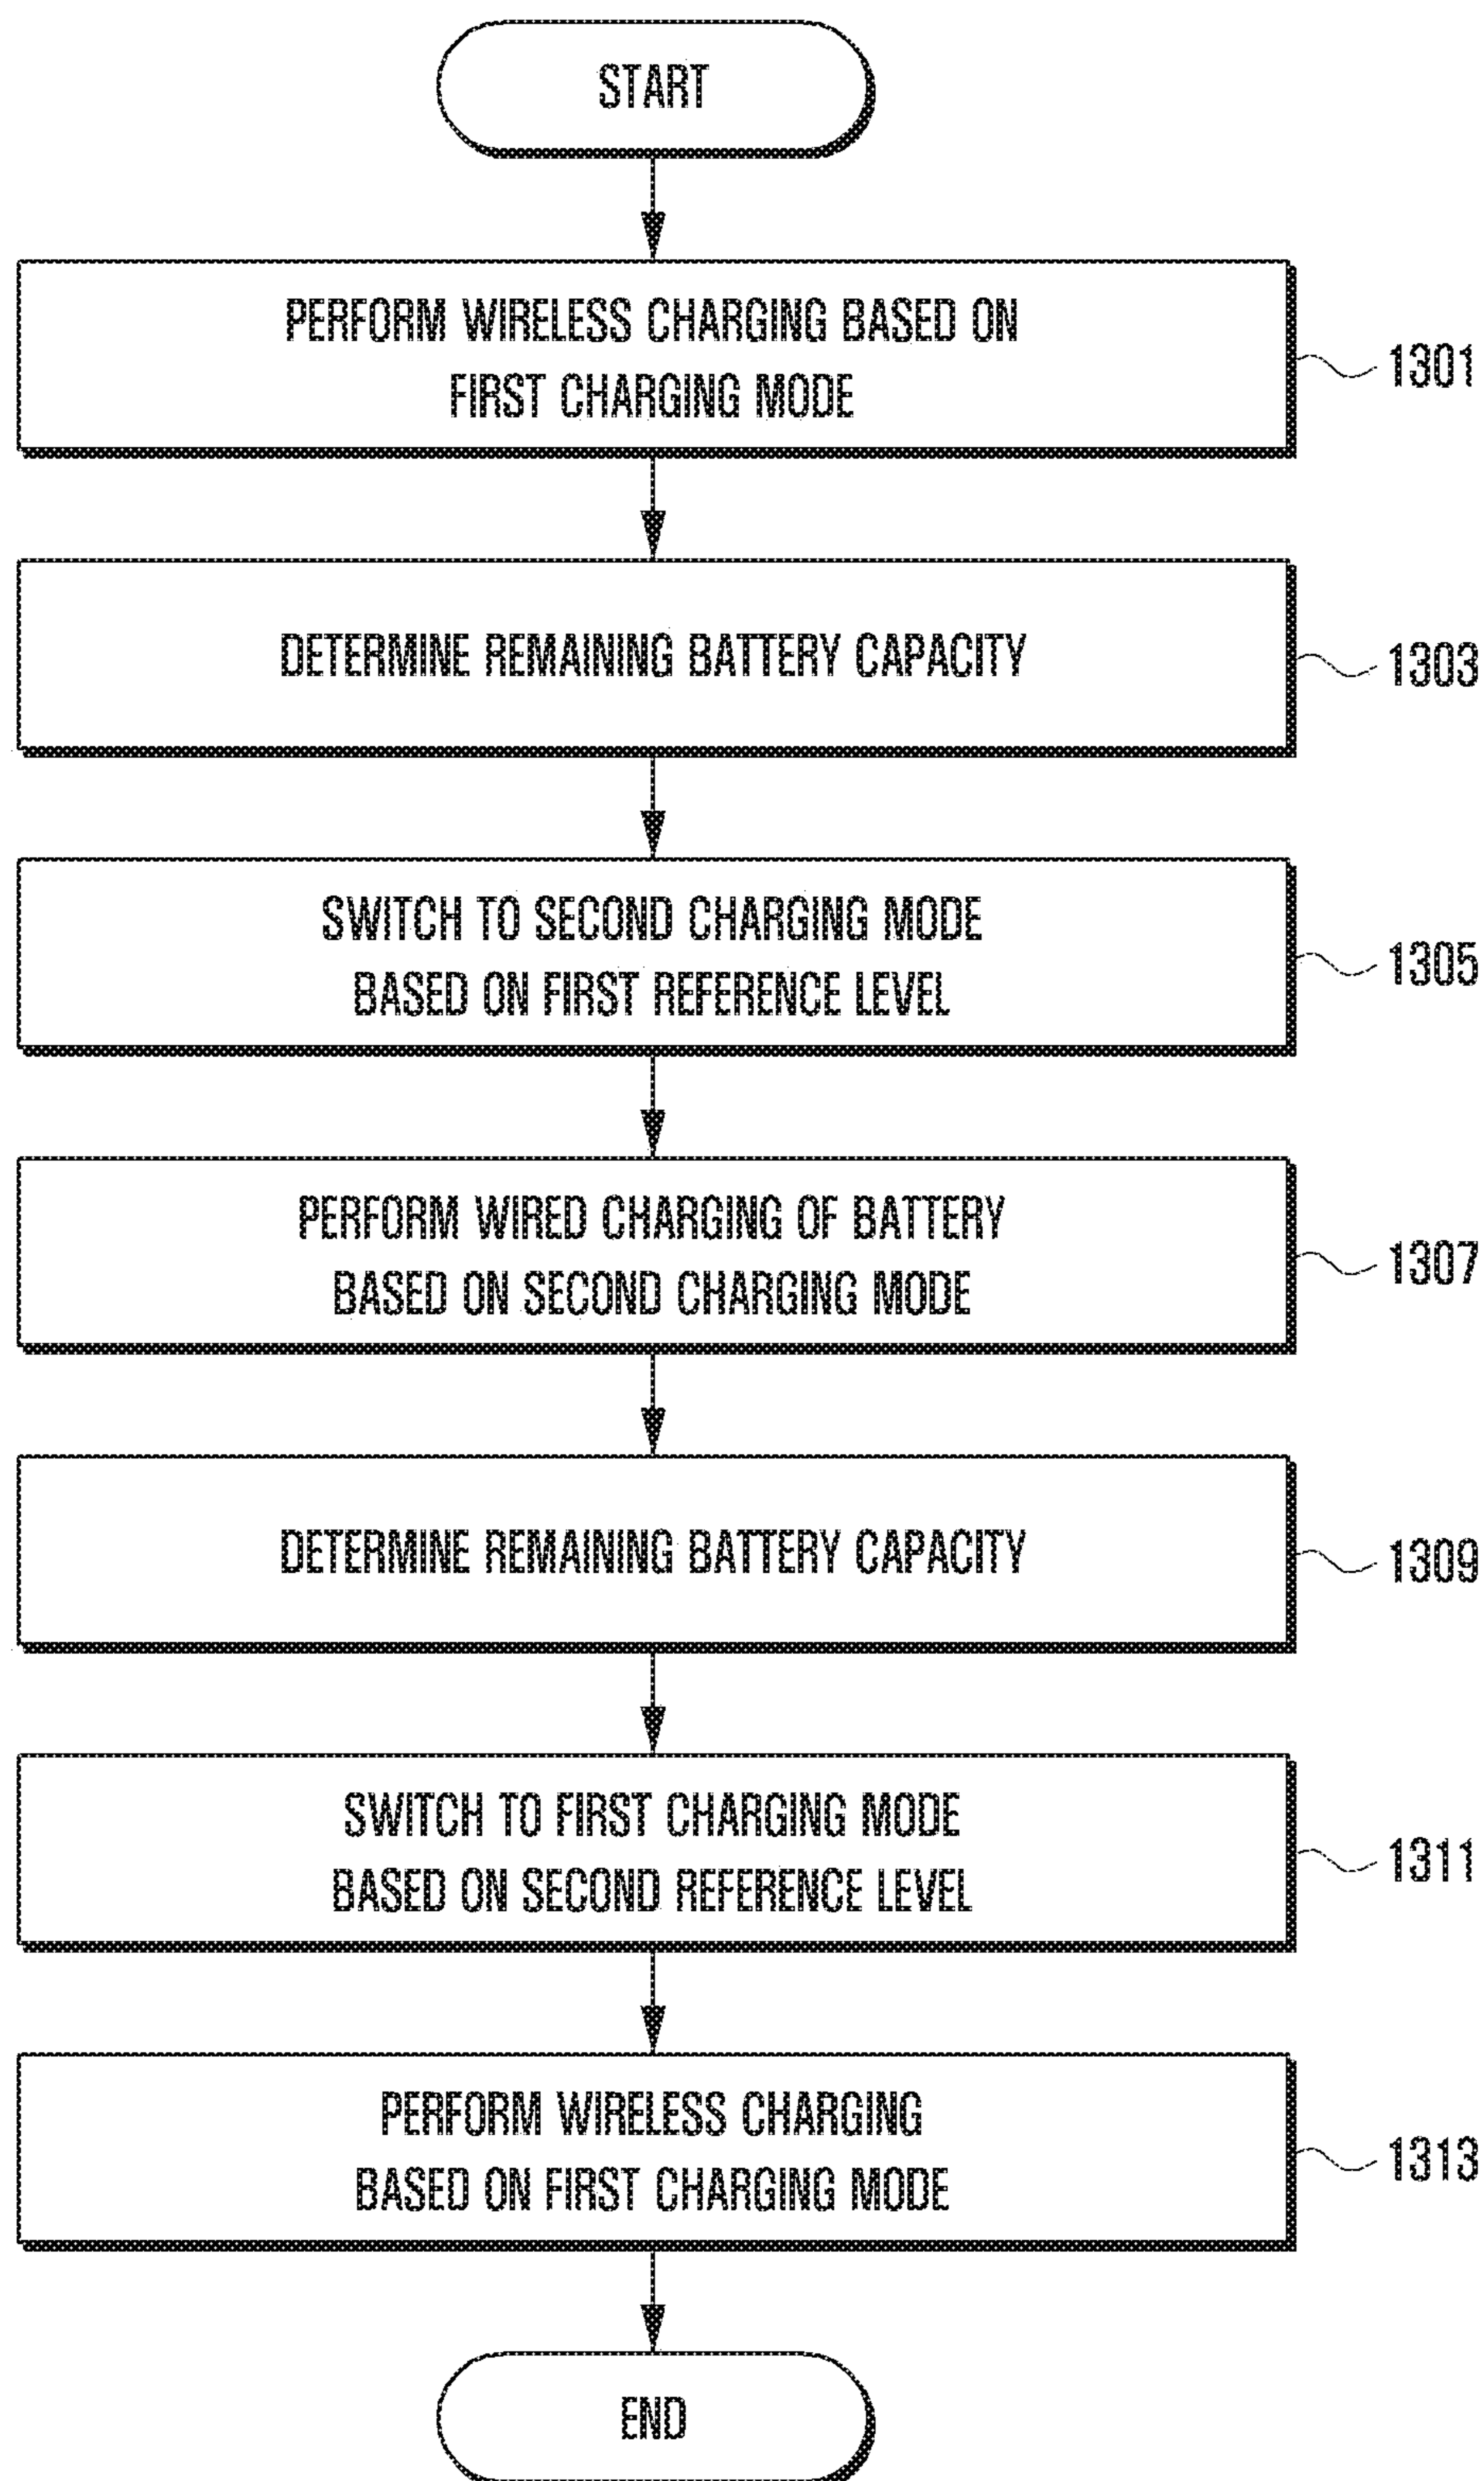 START
PERFORM WIRELESS CHARGING BASED ON
FIRST CHARGING MODE
1301
DETERMINE REMAINING BATTERY CAPACITY
1303
SWITCH TO SECOND CHARGING MODE
BASED ON FIRST REFERENCE LEVEL
1305
PERFORM WIRED CHARGING OF BATTERY
BASED ON SECOND CHARGING MODE
1307
DETERMINE REMAINING BATTERY CAPACITY
1309
SWITCH TO FIRST CHARGING MODE
BASED ON SECOND REFERENCE LEVEL
1311
PERFORM WIRELESS CHARGING
BASED ON FIRST CHARGING MODE
1313
END